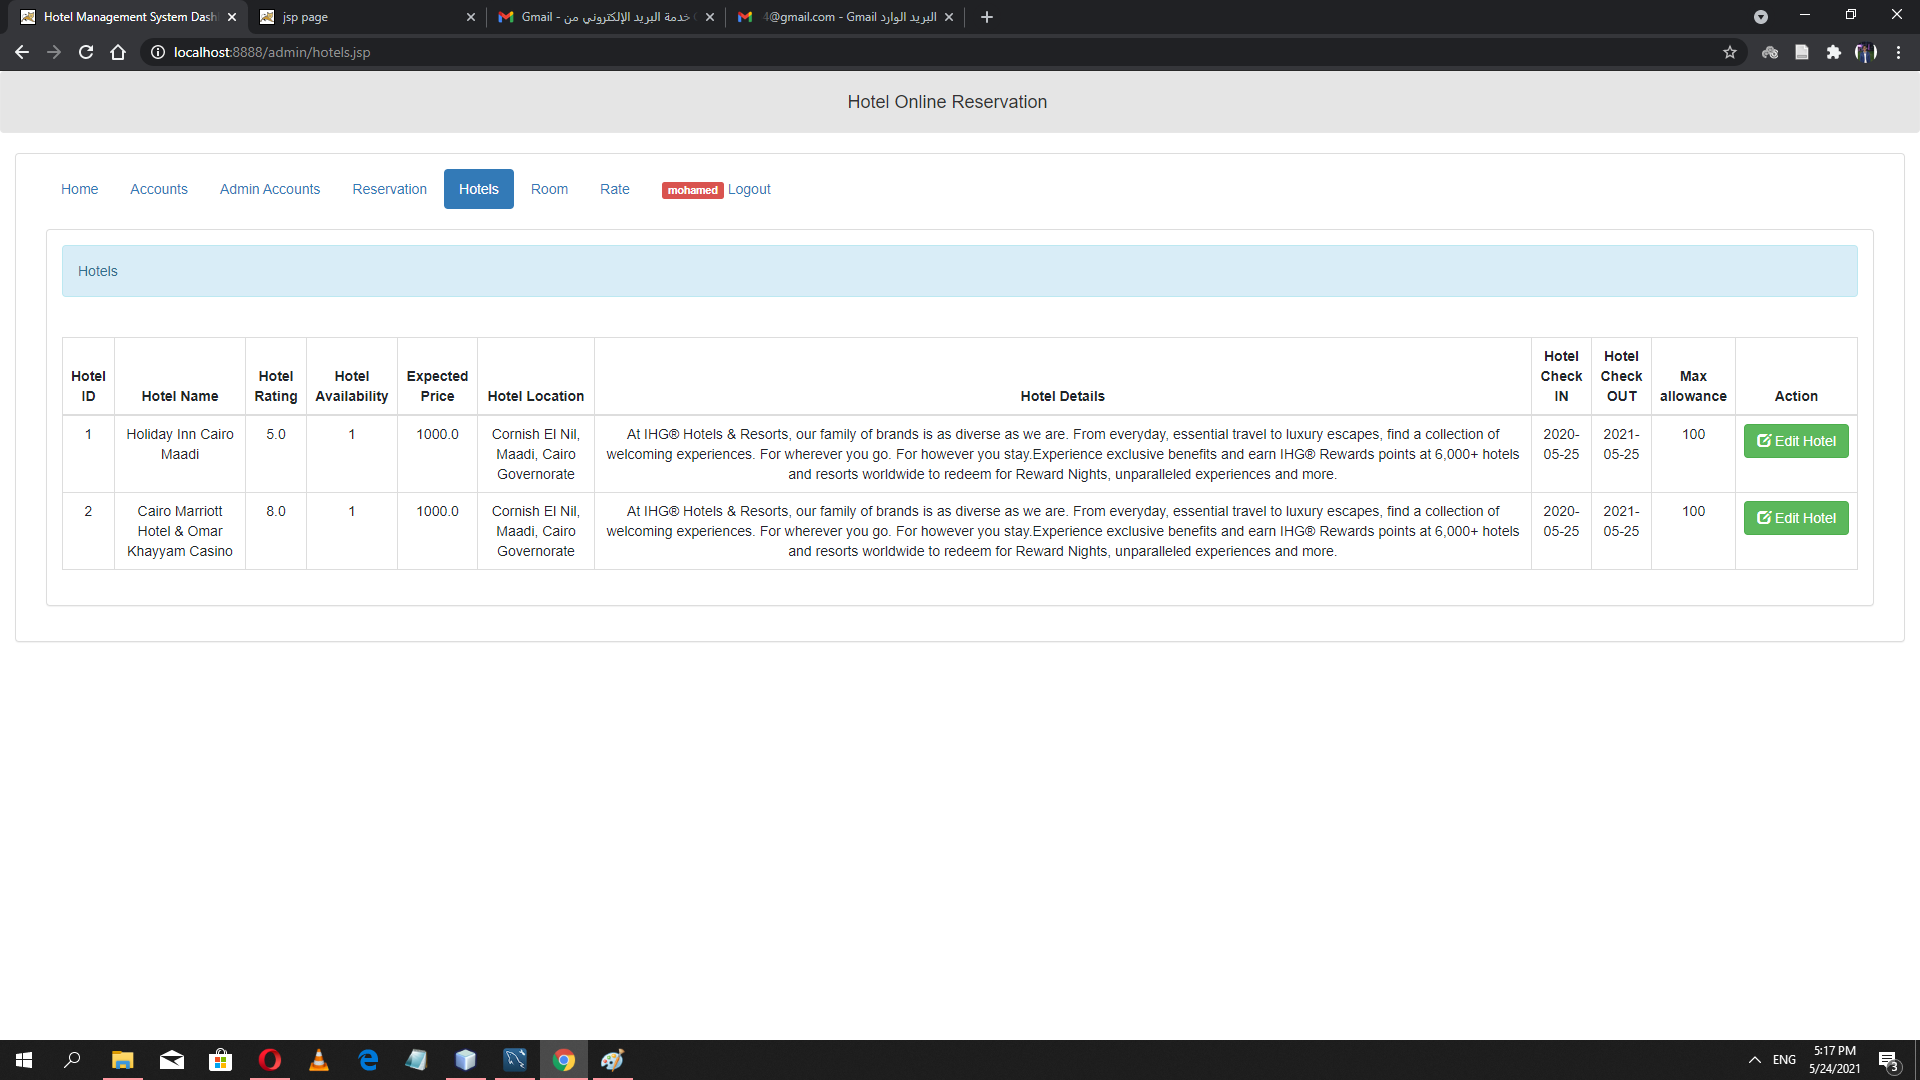 Hotel Management System Dash
jsp page
Gmail - خدمة البريد الإلكتروني من
4@gmail.com - Gmail البريد الوارد
localhost:8888/admin/hotels.jsp
Hotel Online Reservation
Home Accounts Admin Accounts Reservation Hotels Room Rate mohamed Logout
Hotels
Hotel ID Hotel Name Hotel Rating Hotel Availability Expected Price Hotel Location Hotel Details Hotel Check IN Hotel Check OUT Max allowance Action
1
Holiday Inn Cairo
Maadi
5.0
1
1000.0
Cornish El Nil,
Maadi, Cairo
Governorate
At IHG® Hotels & Resorts, our family of brands is as diverse as we are. From everyday, essential travel to luxury escapes, find a collection of
welcoming experiences. For wherever you go. For however you stay.Experience exclusive benefits and earn IHG® Rewards points at 6,000+ hotels
and resorts worldwide to redeem for Reward Nights, unparalleled experiences and more.
2020-
05-25
2021-
05-25
100
Edit Hotel
2
Cairo Marriott
Hotel & Omar
Khayyam Casino
8.0
1
1000.0
Cornish El Nil,
Maadi, Cairo
Governorate
At IHG® Hotels & Resorts, our family of brands is as diverse as we are. From everyday, essential travel to luxury escapes, find a collection of
welcoming experiences. For wherever you go. For however you stay.Experience exclusive benefits and earn IHG® Rewards points at 6,000+ hotels
and resorts worldwide to redeem for Reward Nights, unparalleled experiences and more.
2020-
05-25
2021-
05-25
100
Edit Hotel
ENG
5:17 PM
5/24/2021
3